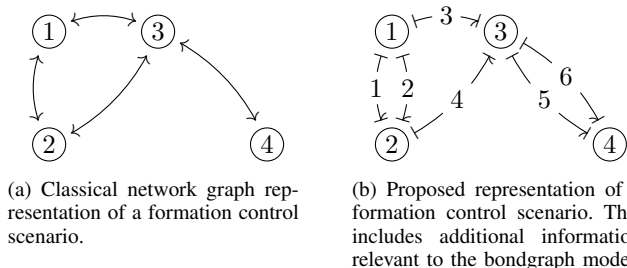 1
3
2
4
1
3
3
1
2
4
5
6
2
4
(a) Classical network graph rep-
resentation of a formation control
scenario.
(b) Proposed representation of
formation control scenario. Th
includes additional informatio
relevant to the bondgraph mode